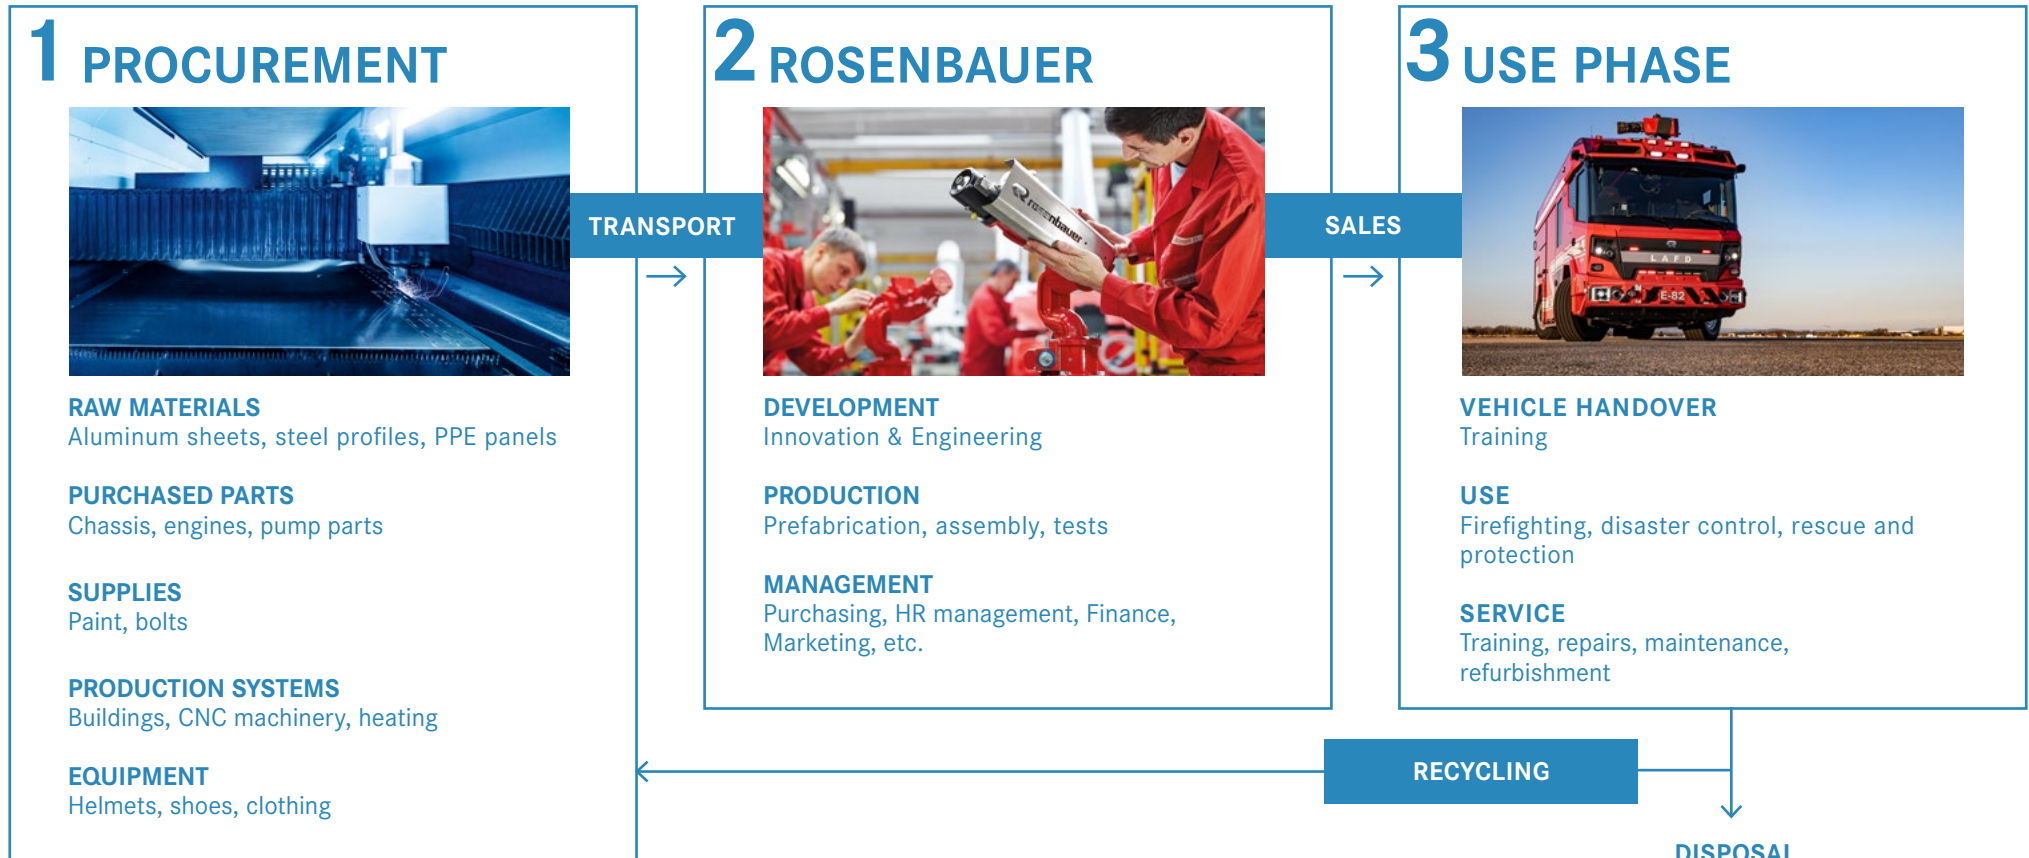 1 PROCUREMENT
RAW MATERIALS
Aluminum sheets, steel profiles, PPE panels
PURCHASED PARTS
Chassis, engines, pump parts
SUPPLIES
Paint, bolts
PRODUCTION SYSTEMS
Buildings, CNC machinery, heating
EQUIPMENT
Helmets, shoes, clothing
TRANSPORT
2 ROSENBAUER
rosenbauer
DEVELOPMENT
Innovation & Engineering
PRODUCTION
Prefabrication, assembly, tests
MANAGEMENT
Purchasing, HR management, Finance,
Marketing, etc.
SALES
3 USE PHASE
LAFD
E-82
VEHICLE HANDOVER
Training
USE
Firefighting, disaster control, rescue and
protection
SERVICE
Training, repairs, maintenance,
refurbishment
RECYCLING
DISPOSAL